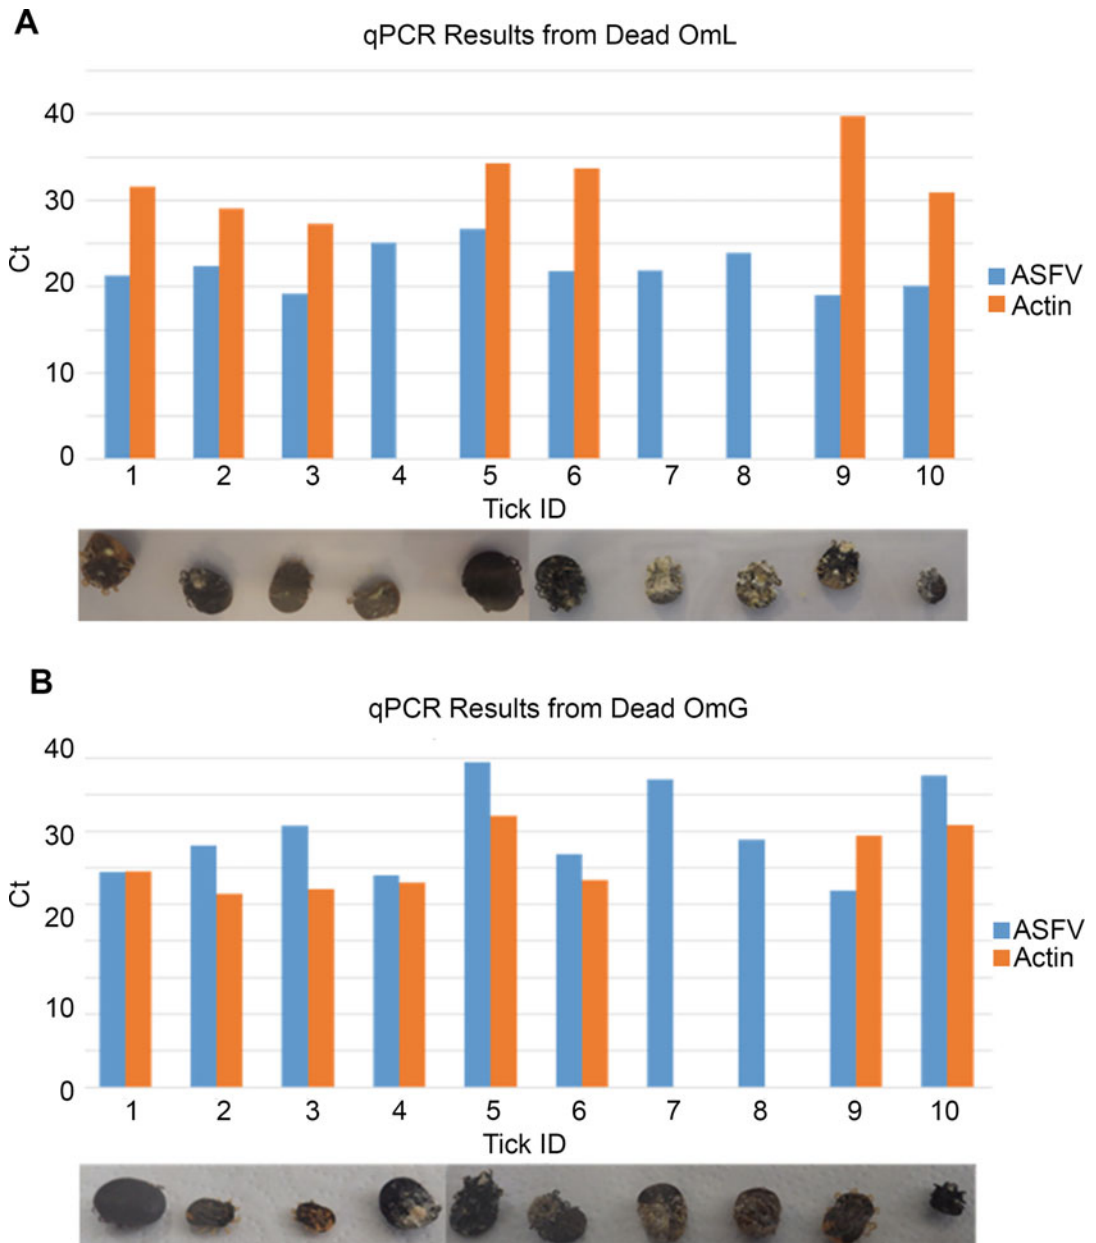 A
qPCR Results from Dead OmL
40
30
20
10
0
Ct
ASFV
Actin
1 2 3 4 5 6 7 8 9 10
Tick ID
B
qPCR Results from Dead OmG
40
30
20
10
0
Ct
ASFV
Actin
1 2 3 4 5 6 7 8 9 10
Tick ID